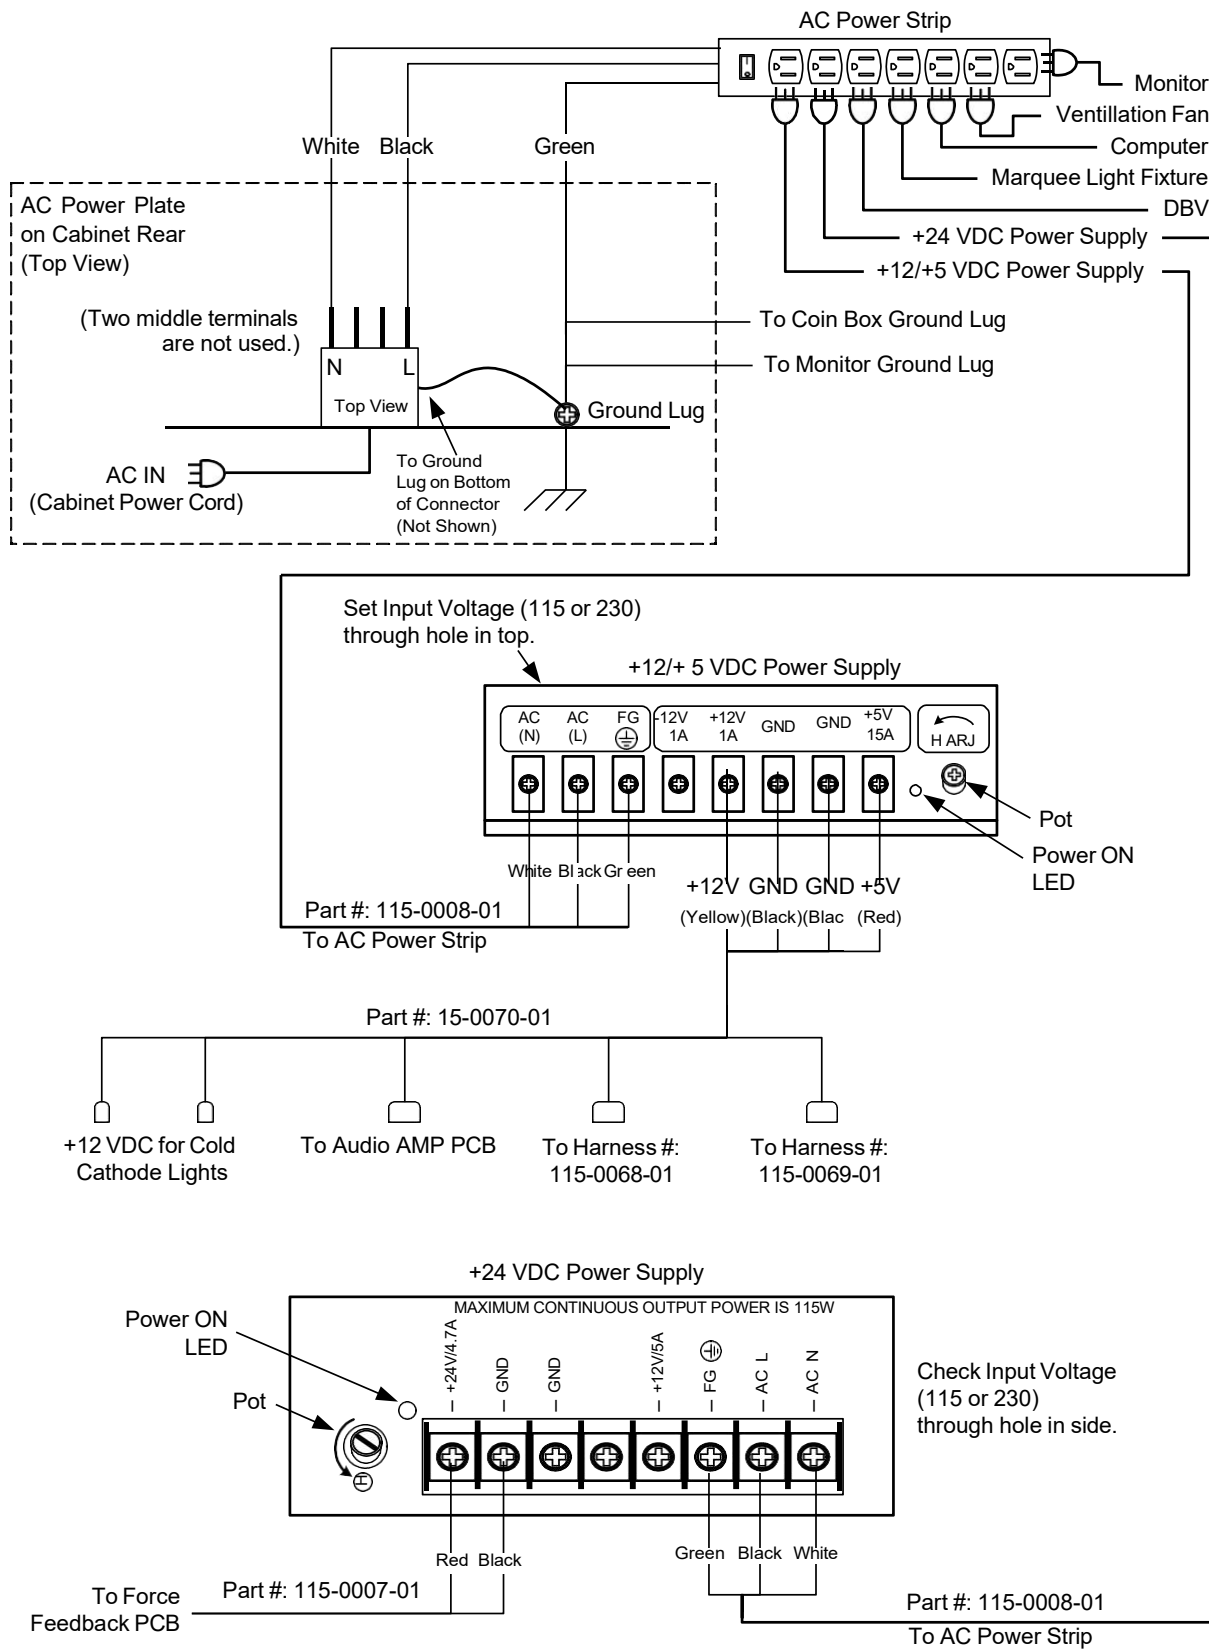 AC Power Strip
Monitor
Ventillation Fan
Computer
Marquee Light Fixture
DBV
+24 VDC Power Supply
+12/+5 VDC Power Supply
White
Black
Green
AC Power Plate
on Cabinet Rear
(Top View)
(Two middle terminals
are not used.)
N
L
Top View
To Coin Box Ground Lug
To Monitor Ground Lug
Ground Lug
AC IN
(Cabinet Power Cord)
To Ground
Lug on Bottom
of Connector
(Not Shown)
Set Input Voltage (115 or 230)
through hole in top.
+12/+ 5 VDC Power Supply
AC
(N)
AC
(L)
FG
-12V
1A
+12V
1A
GND
GND
+5V
15A
H ARJ
Pot
Power ON
LED
White
Black
Green
+12V
GND
GND
+5V
(Yellow)
(Black)
(Blac
(Red)
Part #: 115-0008-01
To AC Power Strip
Part #: 15-0070-01
+12 VDC for Cold
Cathode Lights
To Audio AMP PCB
To Harness #:
115-0068-01
To Harness #:
115-0069-01
+24 VDC Power Supply
MAXIMUM CONTINUOUS OUTPUT POWER IS 115W
Power ON
LED
Pot
H
+24V/4.7A
GND
GND
+12V/5A
FG
AC L
AC N
Check Input Voltage
(115 or 230)
through hole in side.
Red
Black
Green
Black
White
To Force
Feedback PCB
Part #: 115-0007-01
Part #: 115-0008-01
To AC Power Strip